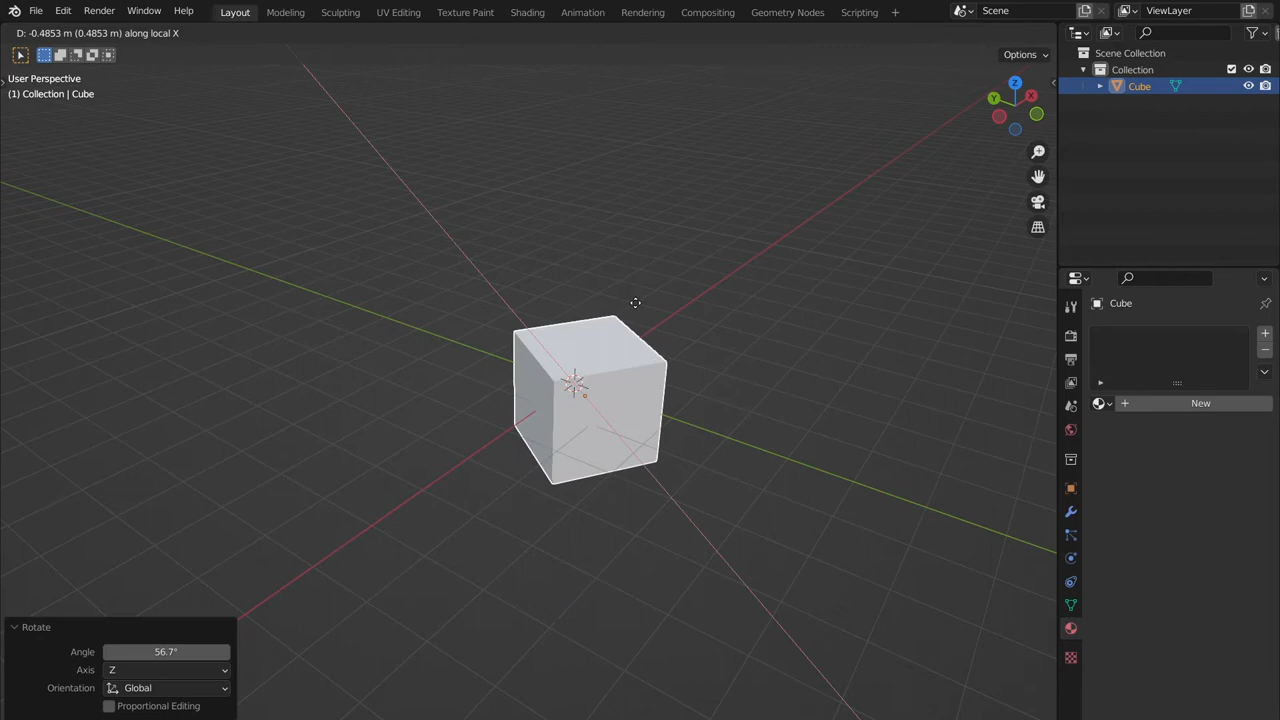 File Edit Render Window Help Layout Modeling Sculpting UV Editing Texture Paint Shading Animation Rendering Compositing Geometry Nodes Scripting + Scene ViewLayer
D: -0.4853 m (0.4853 m) along local X
Options
User Perspective
(1) Collection | Cube
Z
Y
X
Scene Collection
Collection
Cube
Cube
New
Rotate
Angle 56.7°
Axis Z
Orientation Global
Proportional Editing